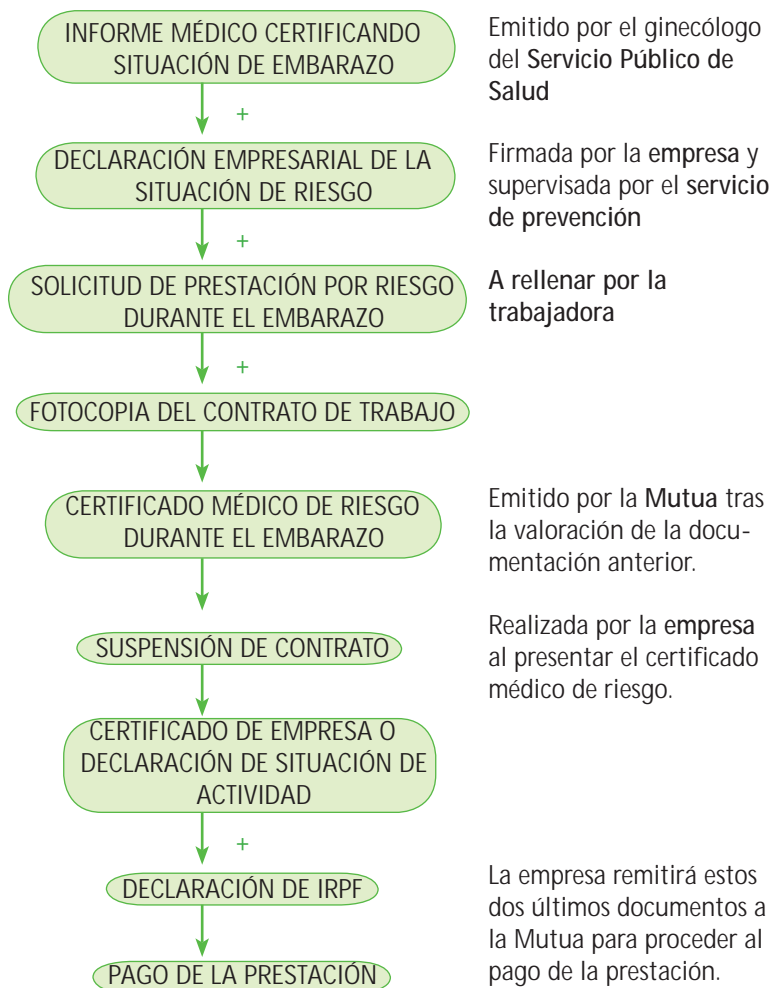 INFORME MÉDICO CERTIFICANDO
SITUACIÓN DE EMBARAZO
Emitido por el ginecólogo
del Servicio Público de
Salud
+
DECLARACIÓN EMPRESARIAL DE LA
SITUACIÓN DE RIESGO
Firmada por la empresa y
supervisada por el servicio
de prevención
+
SOLICITUD DE PRESTACIÓN POR RIESGO
DURANTE EL EMBARAZO
A rellenar por la
trabajadora
+
FOTOCOPIA DEL CONTRATO DE TRABAJO
CERTIFICADO MÉDICO DE RIESGO
DURANTE EL EMBARAZO
Emitido por la Mutua tras
la valoración de la docu-
mentación anterior.
SUSPENSIÓN DE CONTRATO
Realizada por la empresa
al presentar el certificado
médico de riesgo.
CERTIFICADO DE EMPRESA O
DECLARACIÓN DE SITUACIÓN DE
ACTIVIDAD
+
DECLARACIÓN DE IRPF
PAGO DE LA PRESTACIÓN
La empresa remitirá estos
dos últimos documentos a
la Mutua para proceder al
pago de la prestación.